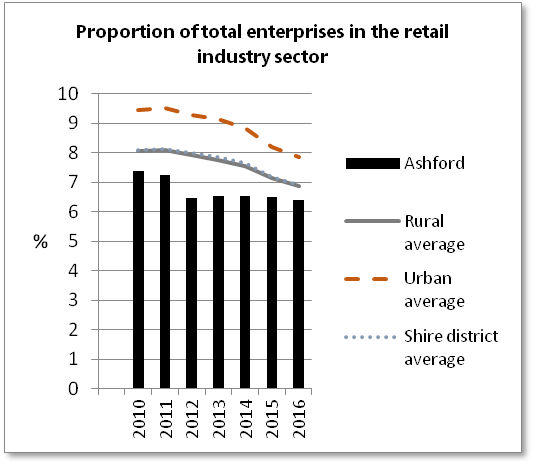 Proportion of total enterprises in the retail
industry sector
10
9
8
7
6
5
4
3
2
1
0
%
2010
2011
2012
2013
2014
2015
2016
Ashford
Rural
average
Urban
average
Shire district
average